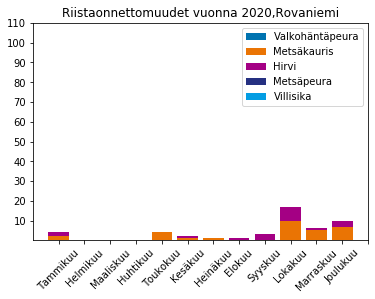 Riistaonnettomuudet vuonna 2020,Rovaniemi
110
100
90
80
70
60
50
40
30
20
10
Valkohäntäpeura
Metsäkauris
Hirvi
Metsäpeura
Villisika
Tammikuu
Helmikuu
Maaliskuu
Huhtikuu
Toukokuu
Kesäkuu
Heinäkuu
Elokuu
Syyskuu
Lokakuu
Marraskuu
Joulukuu